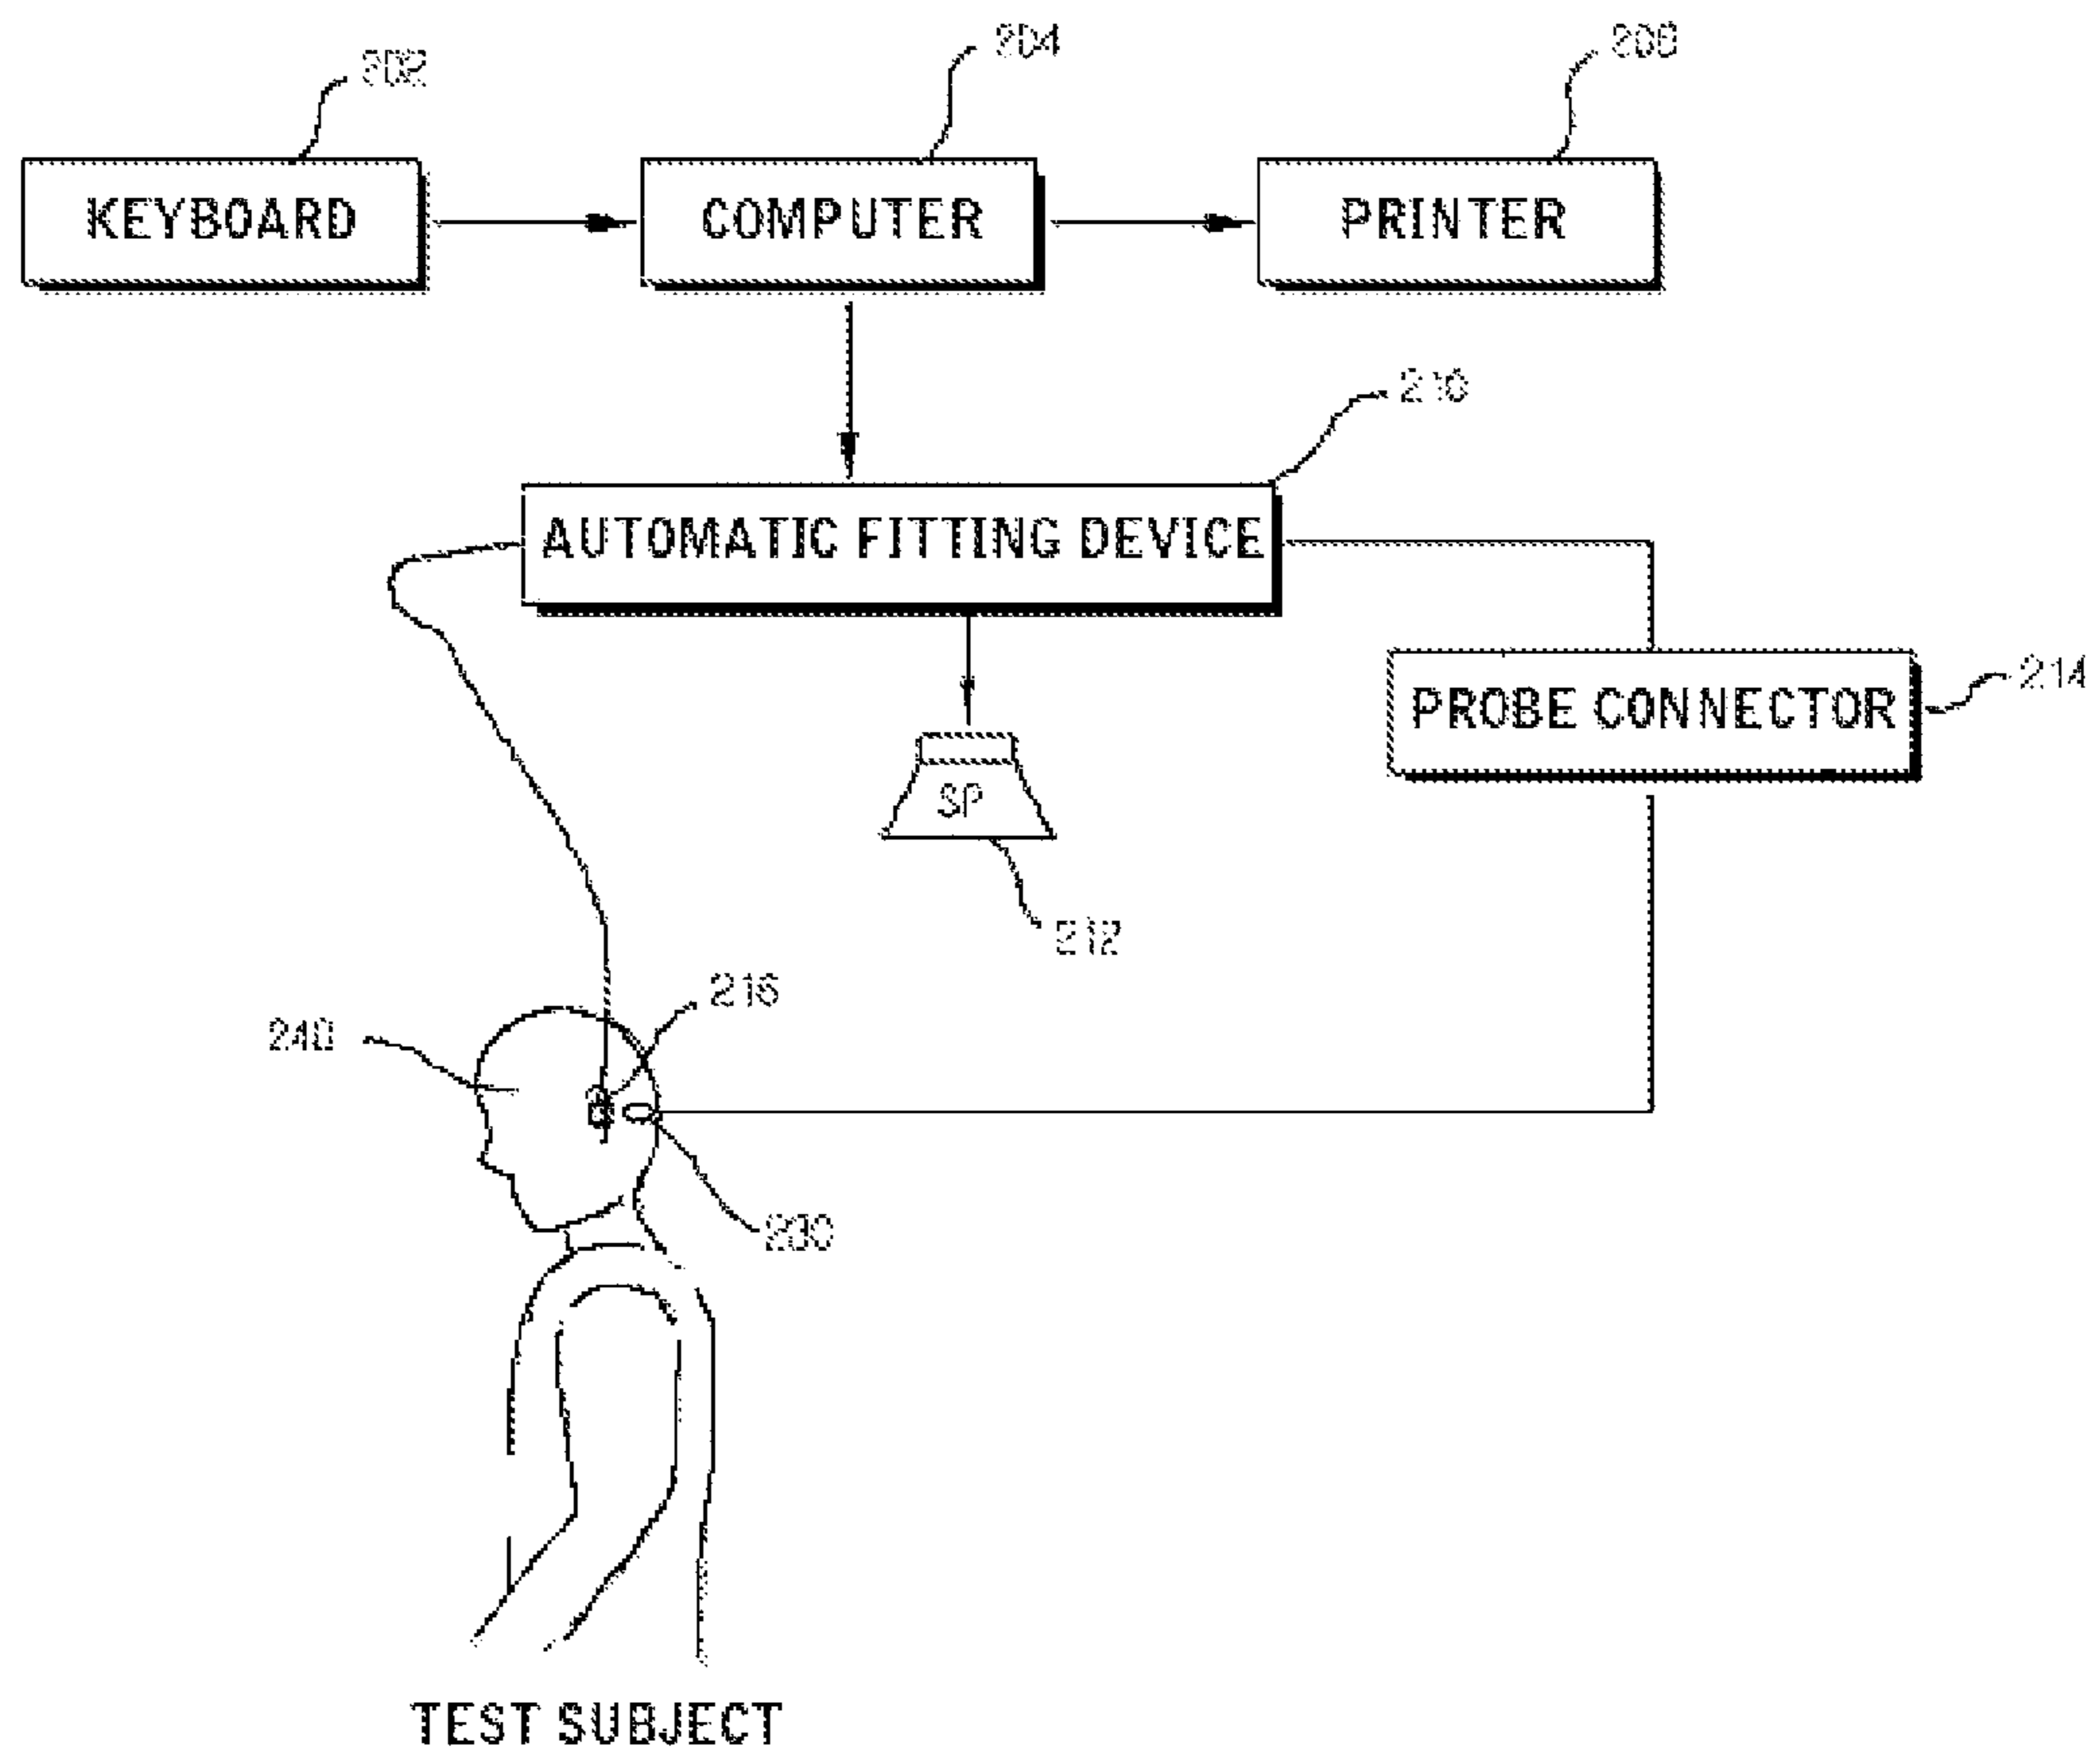 202
204
208
KEYBOARD
COMPUTER
PRINTER
210
AUTOMATIC FITTING DEVICE
214
PROBE CONNECTOR
SP
212
216
240
230
TEST SUBJECT